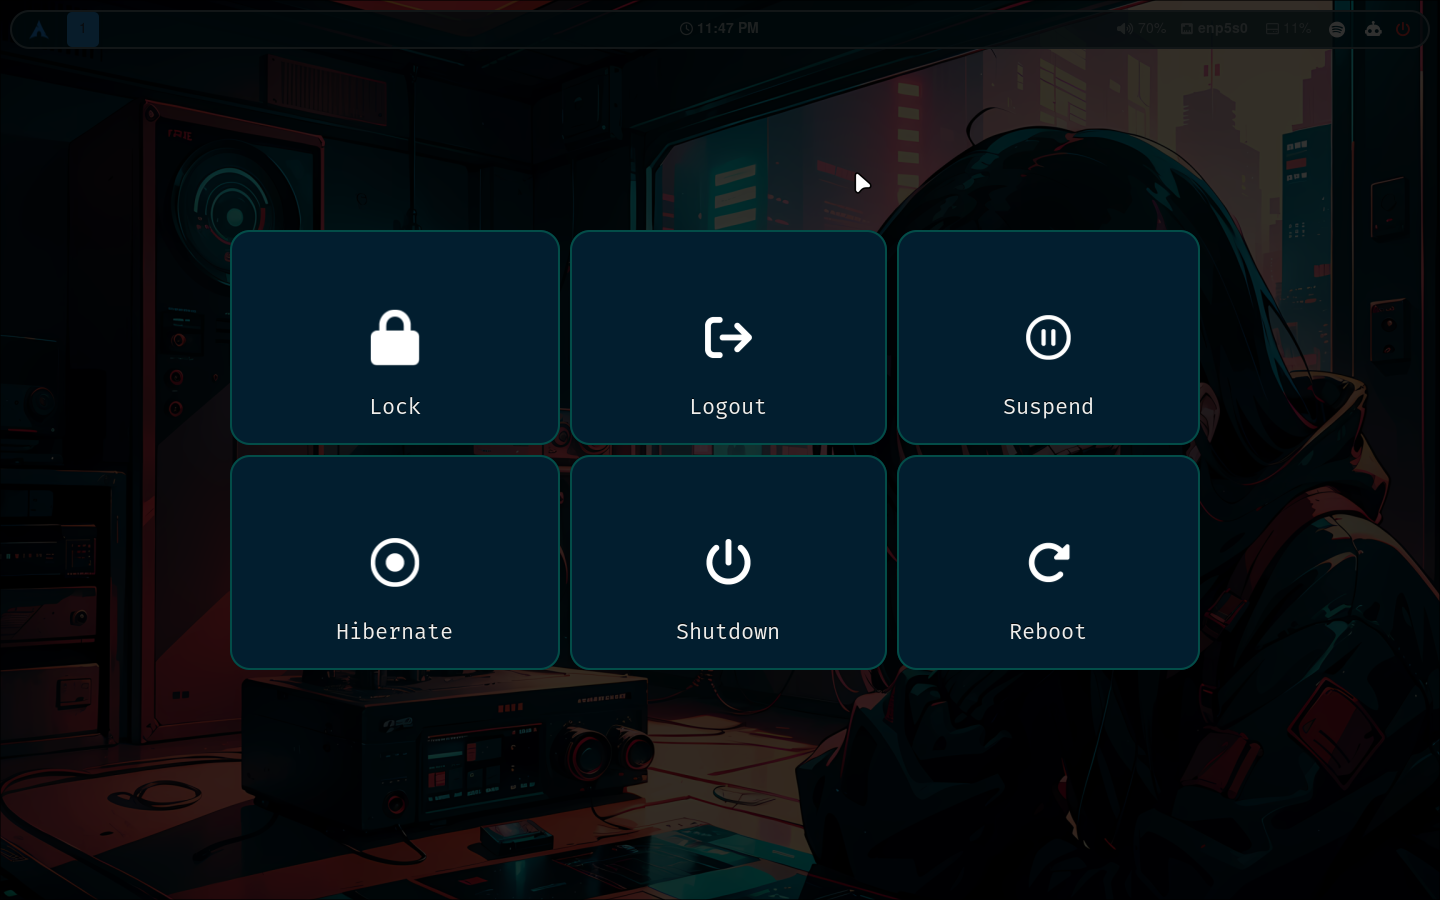 1
11:47 PM
70%
enp5s0
11%
Lock
Logout
Suspend
Hibernate
Shutdown
Reboot